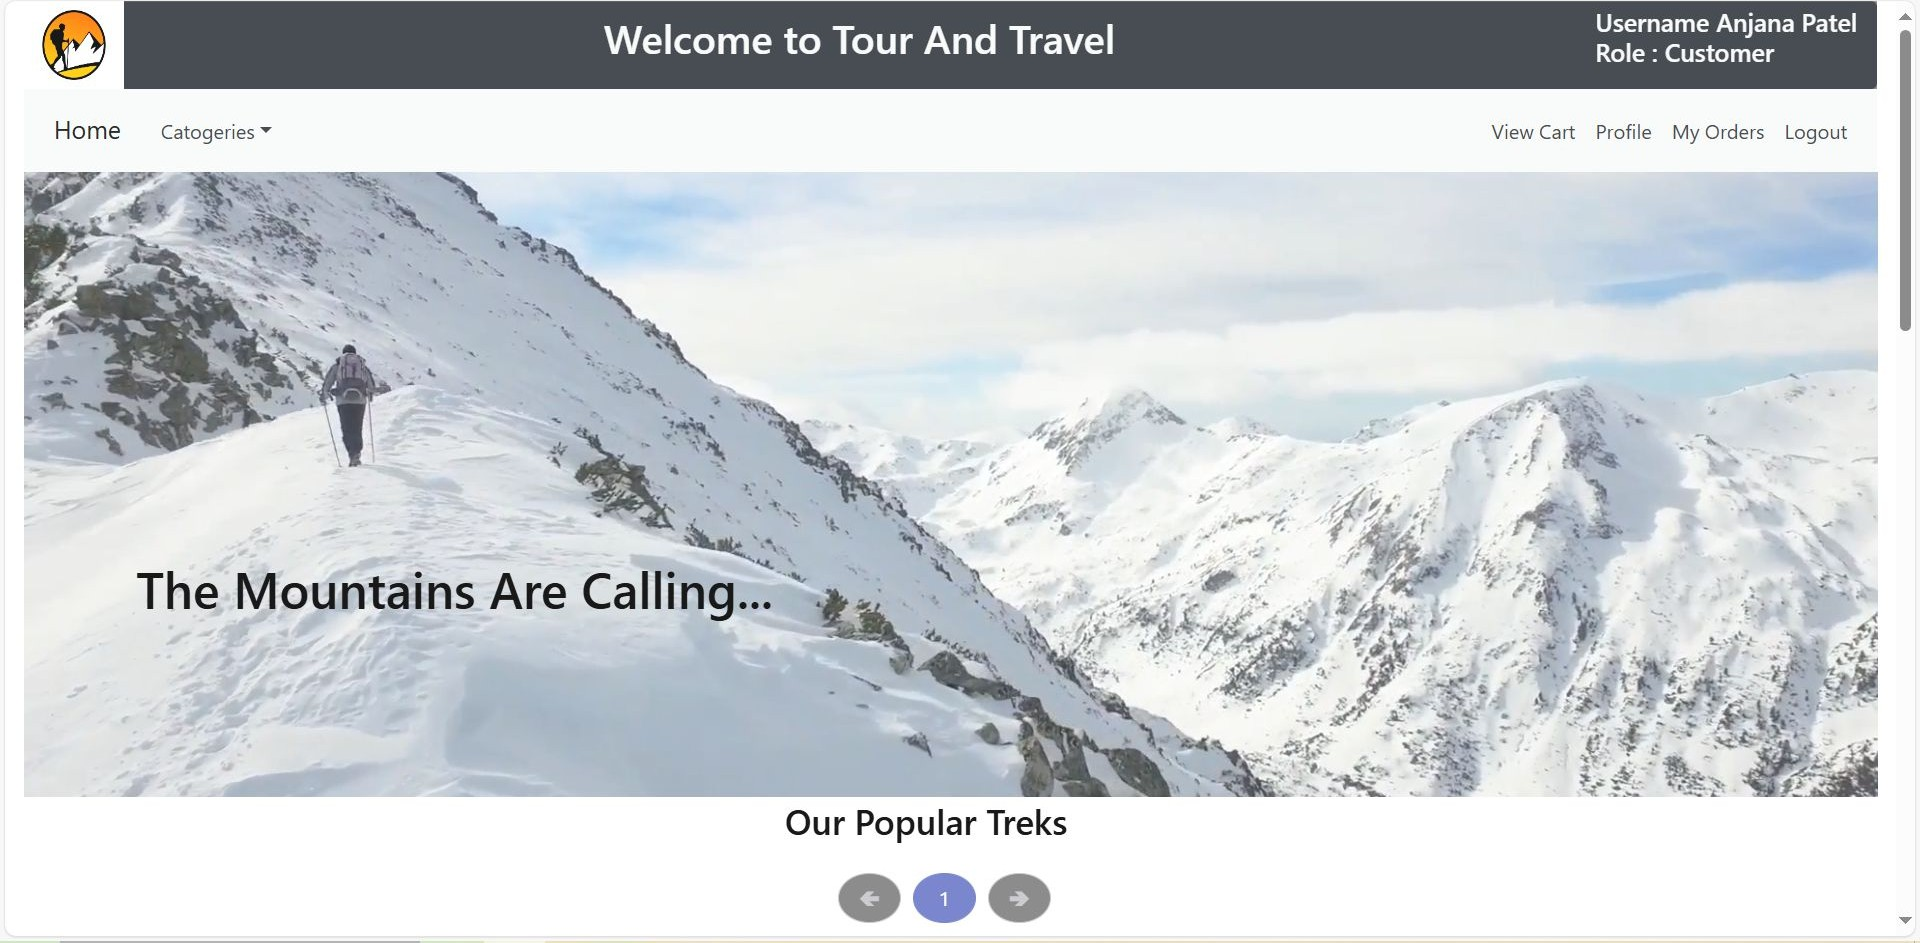 Welcome to Tour And Travel
Username Anjana Patel
Role : Customer
Home
Catogeries
View Cart
Profile
My Orders
Logout
The Mountains Are Calling...
Our Popular Treks
1